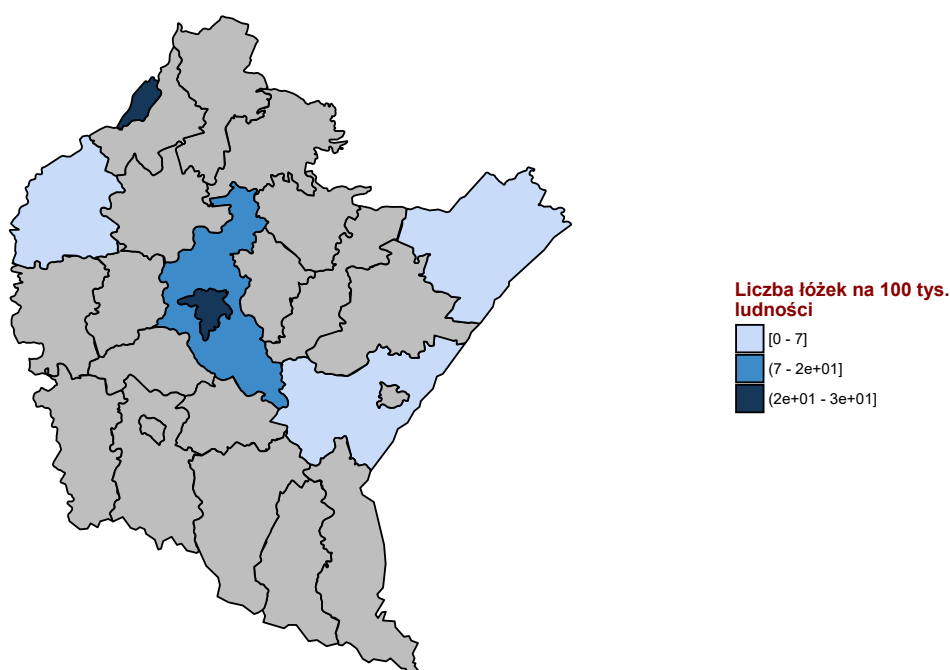 Liczba łóżek na 100 tys.
ludności
[0 - 7]
(7 - 2e+01]
(2e+01 - 3e+01]